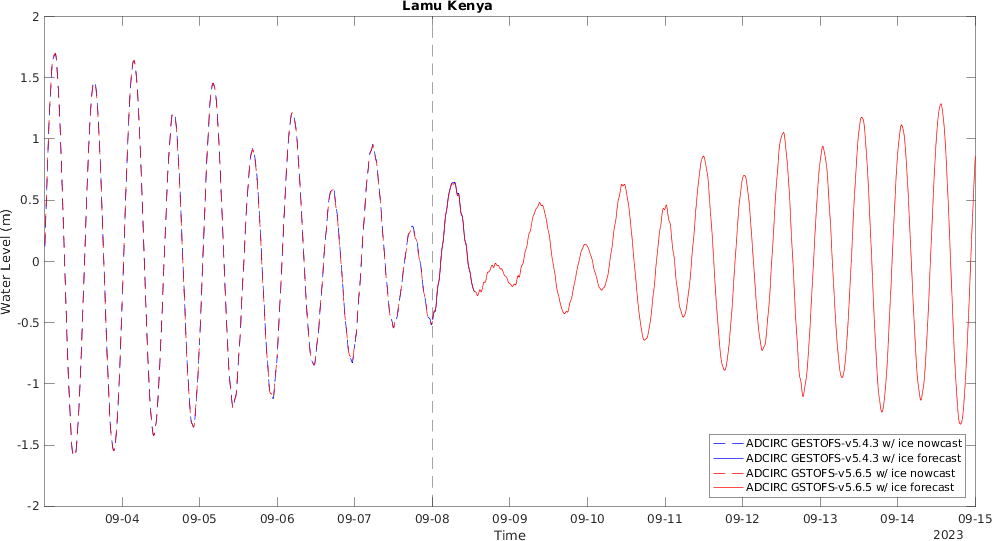 Lamu Kenya
2
1.5
1
0.5
0
-0.5
-1
-1.5
-2
Water Level (m)
ADCIRC GESTOFS-v5.4.3 w/ ice nowcast
ADCIRC GESTOFS-v5.4.3 w/ ice forecast
ADCIRC GSTOFS-v5.6.5 w/ ice nowcast
ADCIRC GSTOFS-v5.6.5 w/ ice forecast
09-04 09-05 09-06 09-07 09-08 09-09 09-10 09-11 09-12 09-13 09-14 09-15
Time
2023